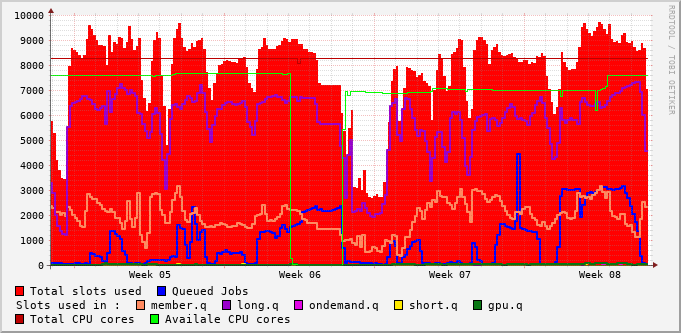 10000
9000
8000
7000
6000
5000
4000
3000
2000
1000
0
Week 05 Week 06 Week 07 Week 08
RRDTOOL / TOBI OETIKER
Total slots used Queued Jobs
Slots used in : member.q long.q ondemand.q short.q gpu.q
Total CPU cores Availale CPU cores